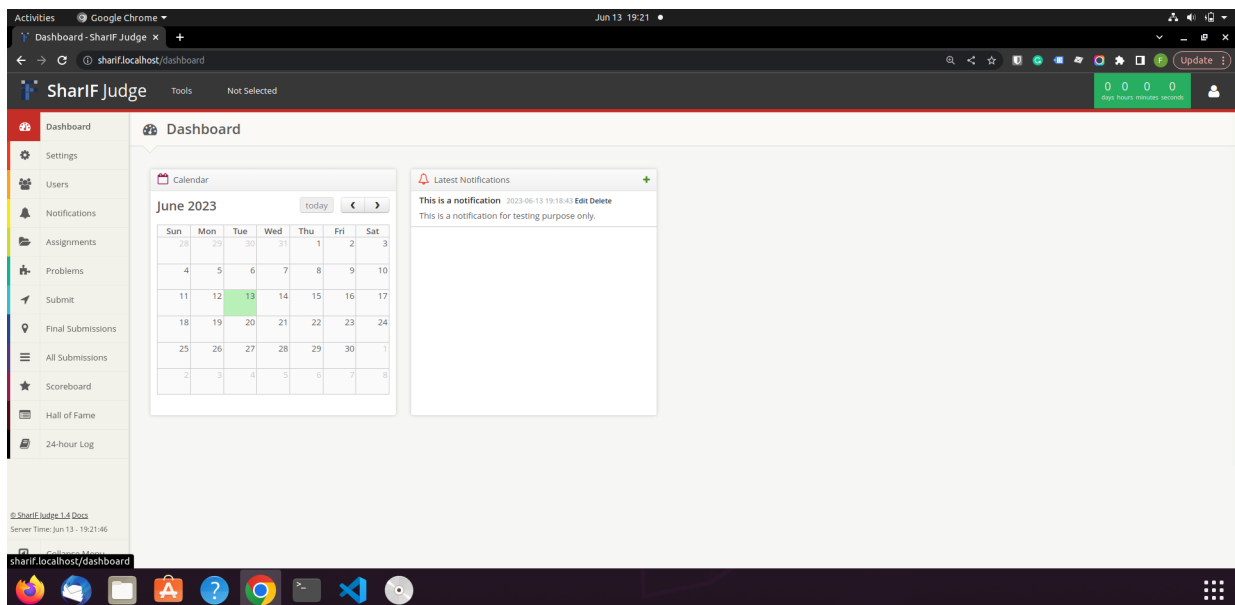 Activities Google Chrome Jun 13 19:21
Dashboard - SharIF Judge
sharif.localhost/dashboard Update
SharIF Judge Tools Not Selected 0 0 0 0
days hours minutes seconds
Dashboard
Settings
Users
Notifications
Assignments
Problems
Submit
Final Submissions
All Submissions
Scoreboard
Hall of Fame
24-hour Log
© SharIF Judge 1.4 Docs
Server Time: Jun 13 - 19:21:46
Collapse Menu
sharif.localhost/dashboard
Dashboard
Calendar
June 2023 today
Sun Mon Tue Wed Thu Fri Sat
28 29 30 31 1 2 3
4 5 6 7 8 9 10
11 12 13 14 15 16 17
18 19 20 21 22 23 24
25 26 27 28 29 30 1
2 3 4 5 6 7 8
Latest Notifications
This is a notification 2023-06-13 19:18:43 Edit Delete
This is a notification for testing purpose only.